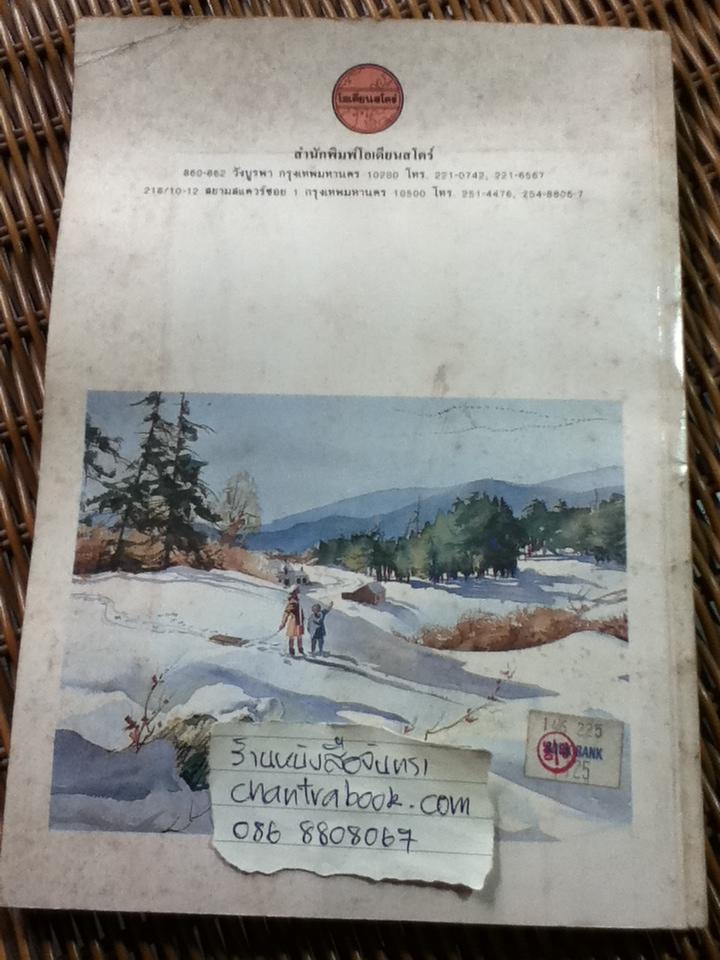 โอเดียนสโตร์
สำนักพิมพ์โอเดียนสโตร์
860-862 วังบูรพา กรุงเทพมหานคร 10200 โทร. 221-0742, 221-6567
218/10-12 สยามสแควร์ซอย 1 กรุงเทพมหานคร 10500 โทร. 251-4476, 254-8806-7
225
BANK
25
ร้านหนังสือจันทรา
chantrabook.com
086 8808067